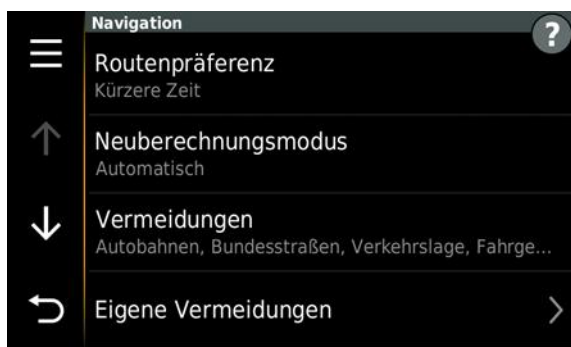 Navigation
?
Routenpräferenz
Kürzere Zeit
Neuberechnungsmodus
Automatisch
Vermeidungen
Autobahnen, Bundesstraßen, Verkehrslage, Fahrge...
Eigene Vermeidungen